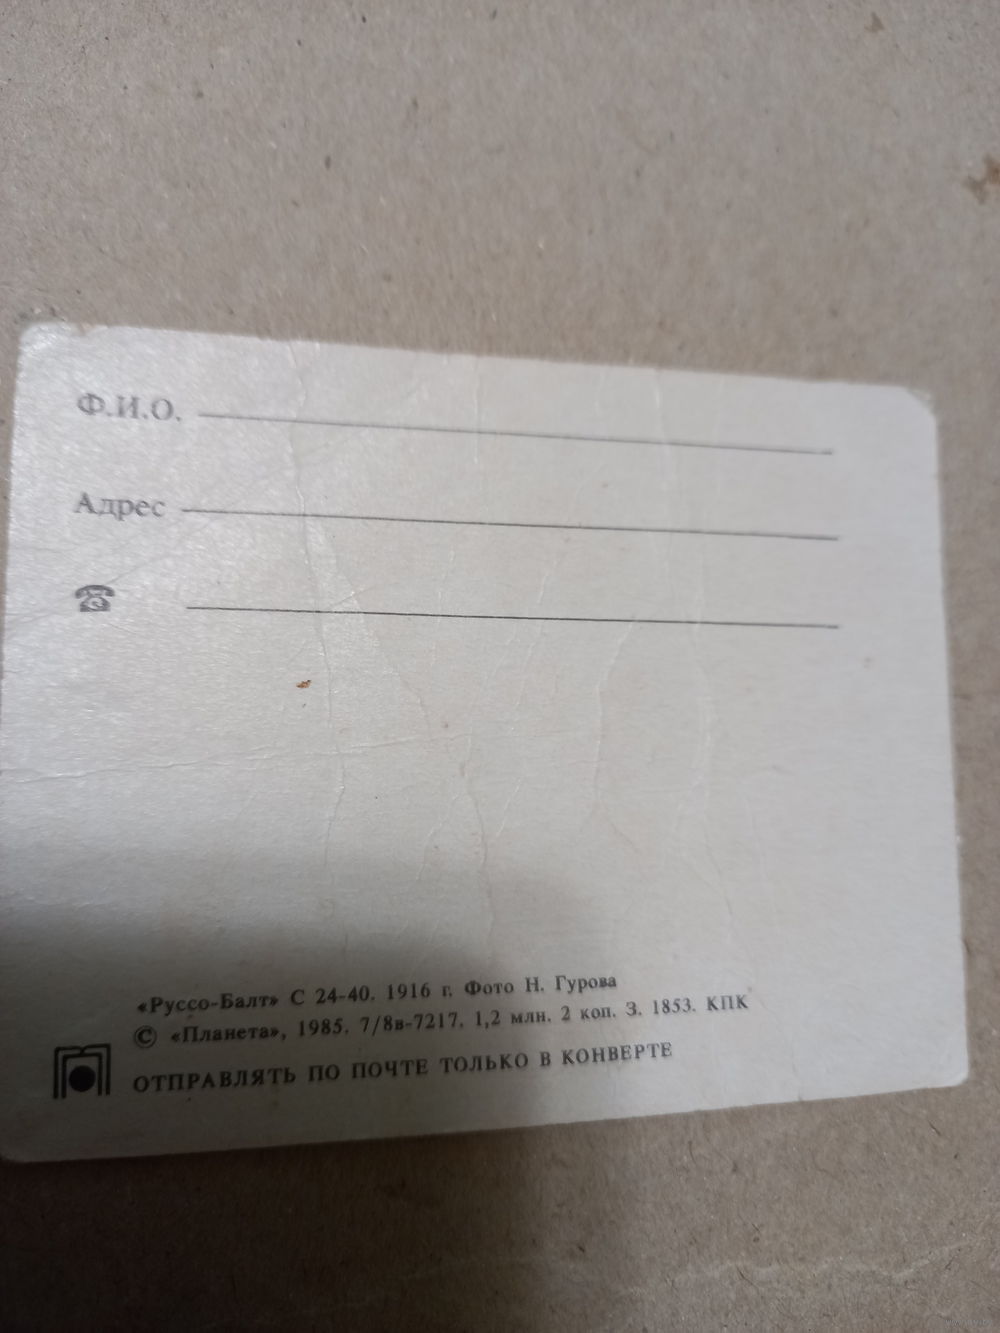 Ф.И.О.
Адрес
«Руссо-Балт» С 24-40. 1916 г. Фото Н. Гурова
© «Планета», 1985. 7/8в-7217. 1,2 млн. 2 коп. З. 1853. КПК
ОТПРАВЛЯТЬ ПО ПОЧТЕ ТОЛЬКО В КОНВЕРТЕ